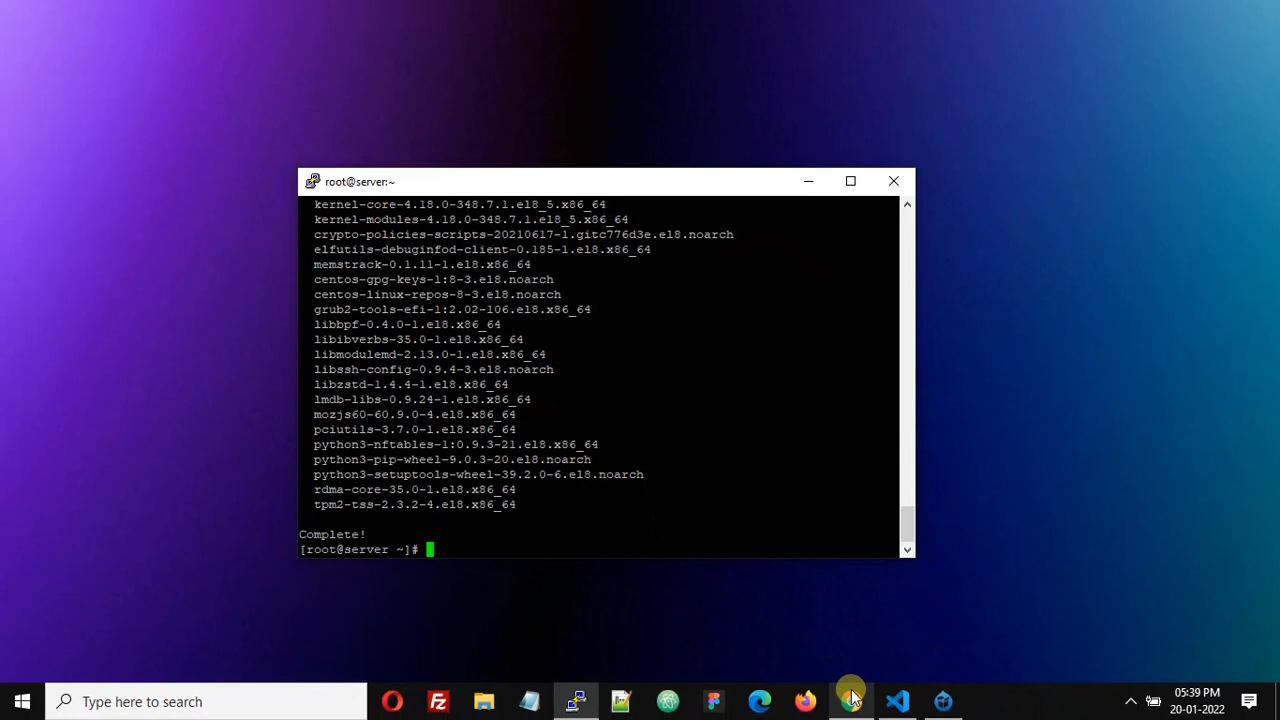 root@server:~
kernel-core-4.18.0-348.7.1.el8_5.x86_64
kernel-modules-4.18.0-348.7.1.el8_5.x86_64
crypto-policies-scripts-20210617-1.gitc776d3e.el8.noarch
elfutils-debuginfod-client-0.185-1.el8.x86_64
memstrack-0.1.11-1.el8.x86_64
centos-gpg-keys-1:8-3.el8.noarch
centos-linux-repos-8-3.el8.noarch
grub2-tools-efi-1:2.02-106.el8.x86_64
libbpf-0.4.0-1.el8.x86_64
libibverbs-35.0-1.el8.x86_64
libmodulemd-2.13.0-1.el8.x86_64
libssh-config-0.9.4-3.el8.noarch
libzstd-1.4.4-1.el8.x86_64
lmdb-libs-0.9.24-1.el8.x86_64
mozjs60-60.9.0-4.el8.x86_64
pciutils-3.7.0-1.el8.x86_64
python3-nftables-1:0.9.3-21.el8.x86_64
python3-pip-wheel-9.0.3-20.el8.noarch
python3-setuptools-wheel-39.2.0-6.el8.noarch
rdma-core-35.0-1.el8.x86_64
tpm2-tss-2.3.2-4.el8.x86_64
Complete!
[root@server ~]#
Type here to search
05:39 PM
20-01-2022